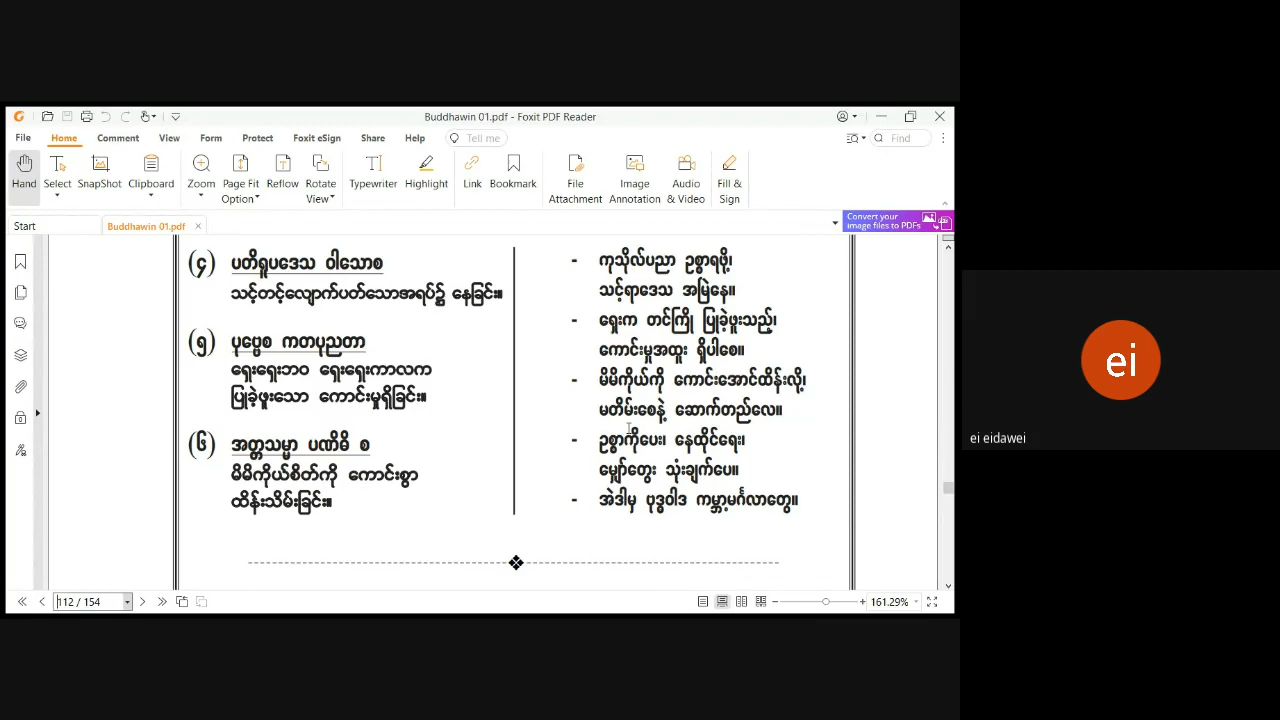 Buddhawin 01.pdf - Foxit PDF Reader
File Home Comment View Form Protect Foxit eSign Share Help Tell me Find
Hand Select SnapShot Clipboard Zoom Page Fit Option Reflow Rotate View Typewriter Highlight Link Bookmark File Attachment Image Annotation Audio & Video Fill & Sign
Start Buddhawin 01.pdf Convert your image files to PDFs
(၄) ပတိရူပဒေသ ဝါသောစ
သင့်တင့်လျောက်ပတ်သောအရပ်၌ နေခြင်း။
(၅) ပုဗ္ဗေစ ကတပုညတာ
ရှေးရှေးဘဝ ရှေးရှေးကာလက
ပြုခဲ့ဖူးသော ကောင်းမှုရှိခြင်း။
(၆) အတ္တသမ္မာ ပဏိဓိ စ
မိမိကိုယ်စိတ်ကို ကောင်းစွာ
ထိန်းသိမ်းခြင်း။
- ကုသိုလ်ပညာ ဥစ္စာရဖို့၊
သင့်ရာဒေသ အမြဲနေ။
- ရှေးက တင်ကြို ပြုခဲ့ဖူးသည့်၊
ကောင်းမှုအထူး ရှိပါစေ။
- မိမိကိုယ်ကို ကောင်းအောင်ထိန်းလို့၊
မတိမ်းစေနဲ့ ဆောက်တည်လေ။
- ဥစ္စာကိုပေး၊ နေထိုင်ရေး၊
မျှော်တွေး သုံးချက်ပေ။
- အဲဒါမှ ဗုဒ္ဓဝါဒ ကမ္ဘာ့မင်္ဂလာတွေ။
112 / 154 161.29%
ei
ei eidawei